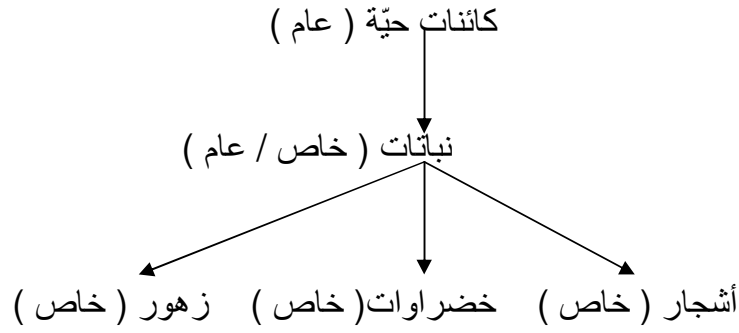 كائنات حيّة ( عام )
نباتات ( خاص / عام )
أشجار ( خاص ) خضراوات( خاص ) زهور ( خاص )